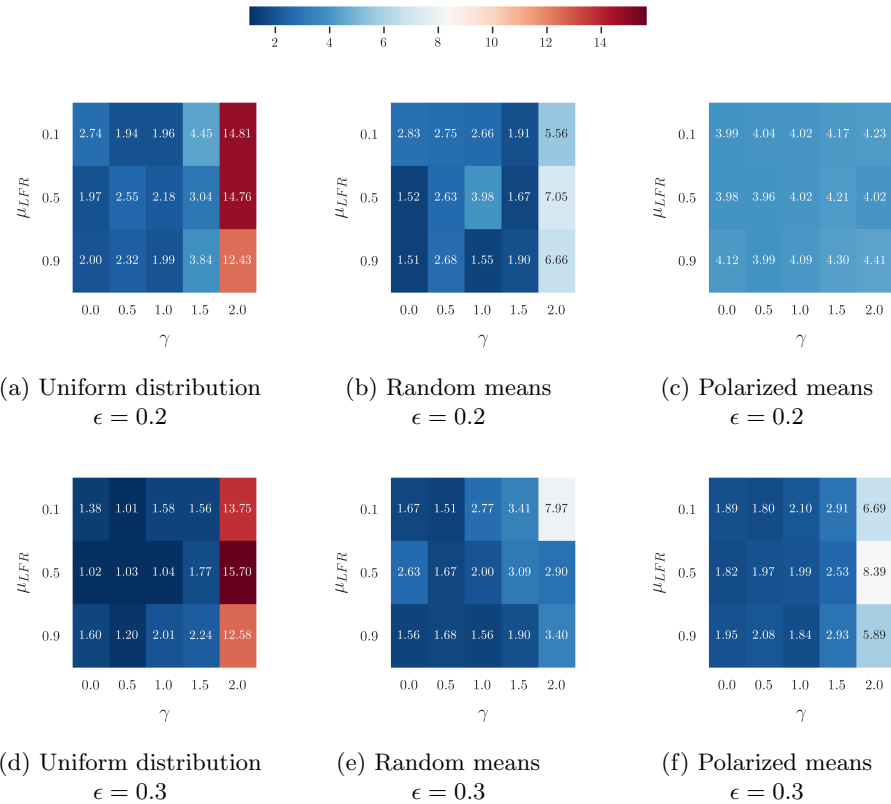 2 4 6 8 10 12 14
μ_LFR
0.1 2.74 1.94 1.96 4.45 14.81
0.5 1.97 2.55 2.18 3.04 14.76
0.9 2.00 2.32 1.99 3.84 12.43
0.0 0.5 1.0 1.5 2.0
γ
(a) Uniform distribution
ϵ = 0.2
μ_LFR
0.1 2.83 2.75 2.66 1.91 5.56
0.5 1.52 2.63 3.98 1.67 7.05
0.9 1.51 2.68 1.55 1.90 6.66
0.0 0.5 1.0 1.5 2.0
γ
(b) Random means
ϵ = 0.2
μ_LFR
0.1 3.99 4.04 4.02 4.17 4.23
0.5 3.98 3.96 4.02 4.21 4.02
0.9 4.12 3.99 4.09 4.30 4.41
0.0 0.5 1.0 1.5 2.0
γ
(c) Polarized means
ϵ = 0.2
μ_LFR
0.1 1.38 1.01 1.58 1.56 13.75
0.5 1.02 1.03 1.04 1.77 15.70
0.9 1.60 1.20 2.01 2.24 12.58
0.0 0.5 1.0 1.5 2.0
γ
(d) Uniform distribution
ϵ = 0.3
μ_LFR
0.1 1.67 1.51 2.77 3.41 7.97
0.5 2.63 1.67 2.00 3.09 2.90
0.9 1.56 1.68 1.56 1.90 3.40
0.0 0.5 1.0 1.5 2.0
γ
(e) Random means
ϵ = 0.3
μ_LFR
0.1 1.89 1.80 2.10 2.91 6.69
0.5 1.82 1.97 1.99 2.53 8.39
0.9 1.95 2.08 1.84 2.93 5.89
0.0 0.5 1.0 1.5 2.0
γ
(f) Polarized means
ϵ = 0.3